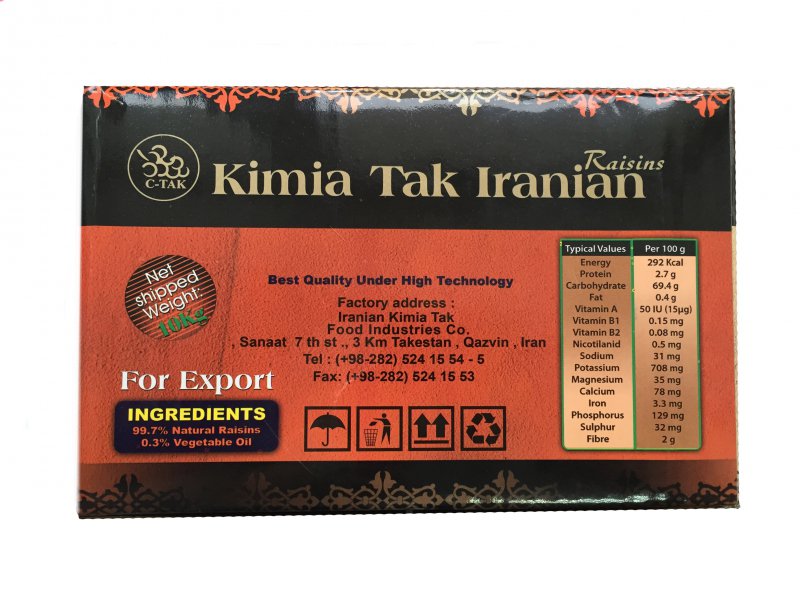 C-TAK
Kimia Tak Iranian
Raisins
Net
shipped
Weight:
10Kg
For Export
INGREDIENTS
99.7% Natural Raisins
0.3% Vegetable Oil
Best Quality Under High Technology
Factory address :
Iranian Kimia Tak
Food Industries Co.
, Sanaat 7 th st ., 3 Km Takestan , Qazvin , Iran
Tel : (+98-282) 524 15 54 - 5
Fax: (+98-282) 524 15 53
Typical Values Per 100 g
Energy 292 Kcal
Protein 2.7 g
Carbohydrate 69.4 g
Fat 0.4 g
Vitamin A 50 IU (15µg)
Vitamin B1 0.15 mg
Vitamin B2 0.08 mg
Nicotilanid 0.5 mg
Sodium 31 mg
Potassium 708 mg
Magnesium 35 mg
Calcium 78 mg
Iron 3.3 mg
Phosphorus 129 mg
Sulphur 32 mg
Fibre 2 g